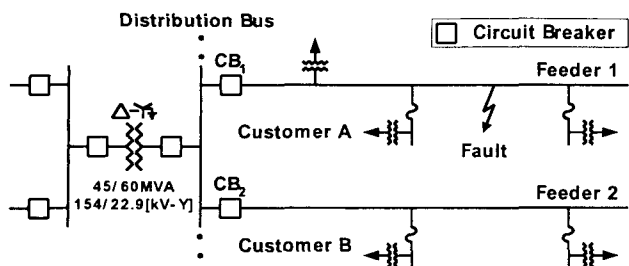 Distribution Bus
Circuit Breaker
CB1
Feeder 1
Customer A
Fault
45/60MVA
154/22.9[kV-Y]
CB2
Feeder 2
Customer B